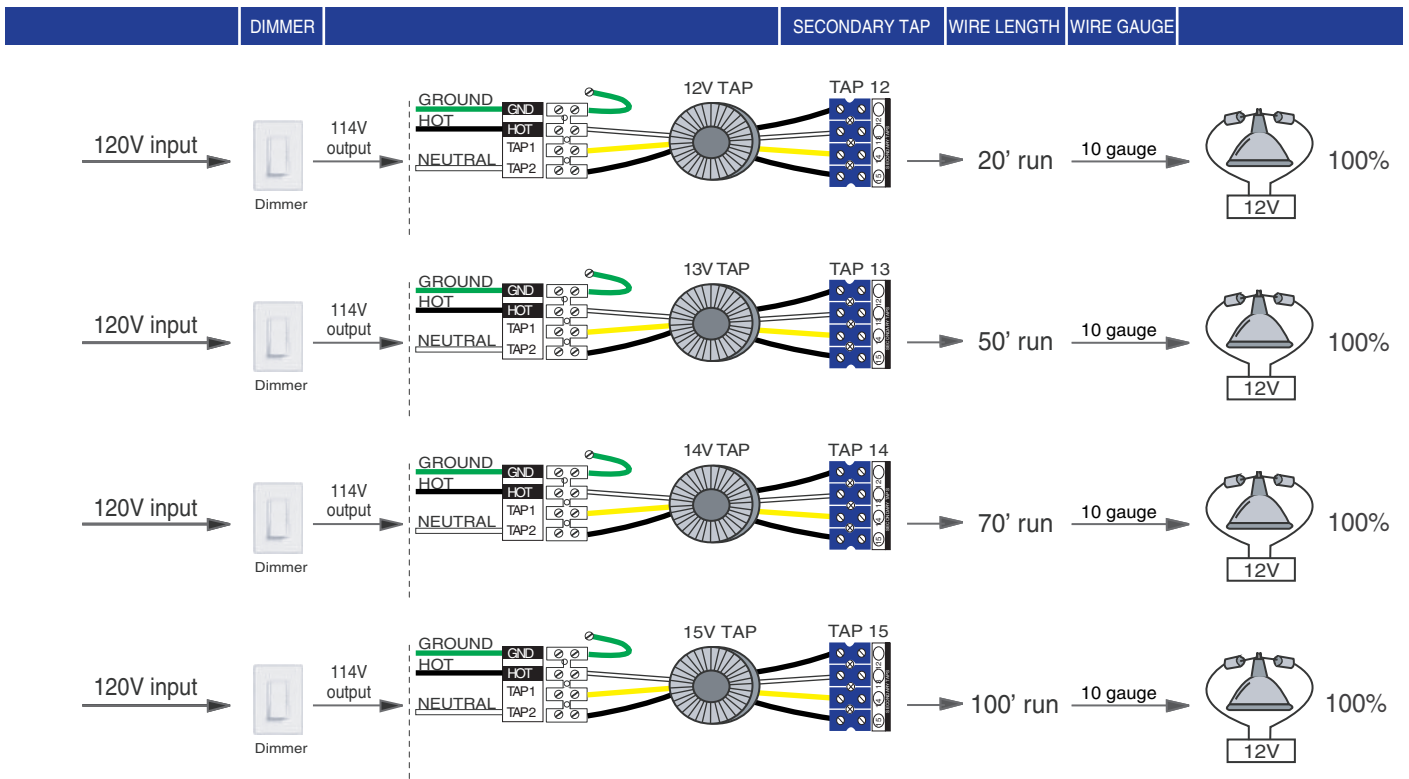 DIMMER SECONDARY TAP WIRE LENGTH WIRE GAUGE
12V TAP TAP 12
GROUND GND
HOT HOT
120V input
114V output
TAP1
NEUTRAL TAP2
20' run
10 gauge
100%
Dimmer
12V
13V TAP TAP 13
GROUND GND
HOT HOT
120V input
114V output
TAP1
NEUTRAL TAP2
50' run
10 gauge
100%
Dimmer
12V
14V TAP TAP 14
GROUND GND
HOT HOT
120V input
114V output
TAP1
NEUTRAL TAP2
70' run
10 gauge
100%
Dimmer
12V
15V TAP TAP 15
GROUND GND
HOT HOT
120V input
114V output
TAP1
NEUTRAL TAP2
100' run
10 gauge
100%
Dimmer
12V